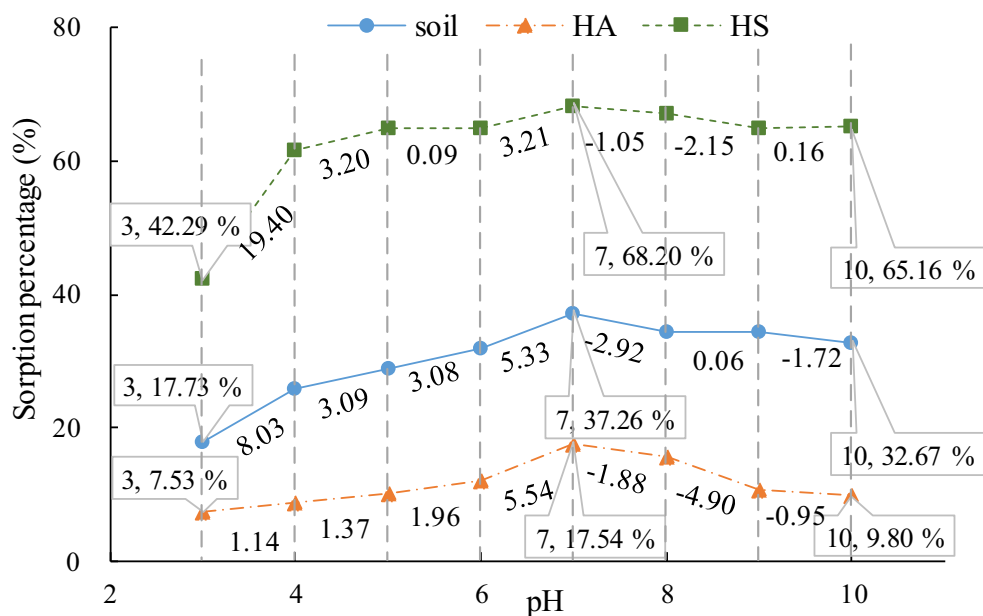 soil HA HS
80
60
40
20
0
Sorption percentage (%)
3.20 0.09 3.21 -1.05 -2.15 0.16
19.40
3, 42.29 %
7, 68.20 %
10, 65.16 %
8.03 3.09 3.08 5.33 -2.92 0.06 -1.72
3, 17.73 %
7, 37.26 %
10, 32.67 %
3, 7.53 %
1.14 1.37 1.96 5.54 -1.88 -4.90 -0.95
7, 17.54 %
10, 9.80 %
2 4 6 8 10
pH